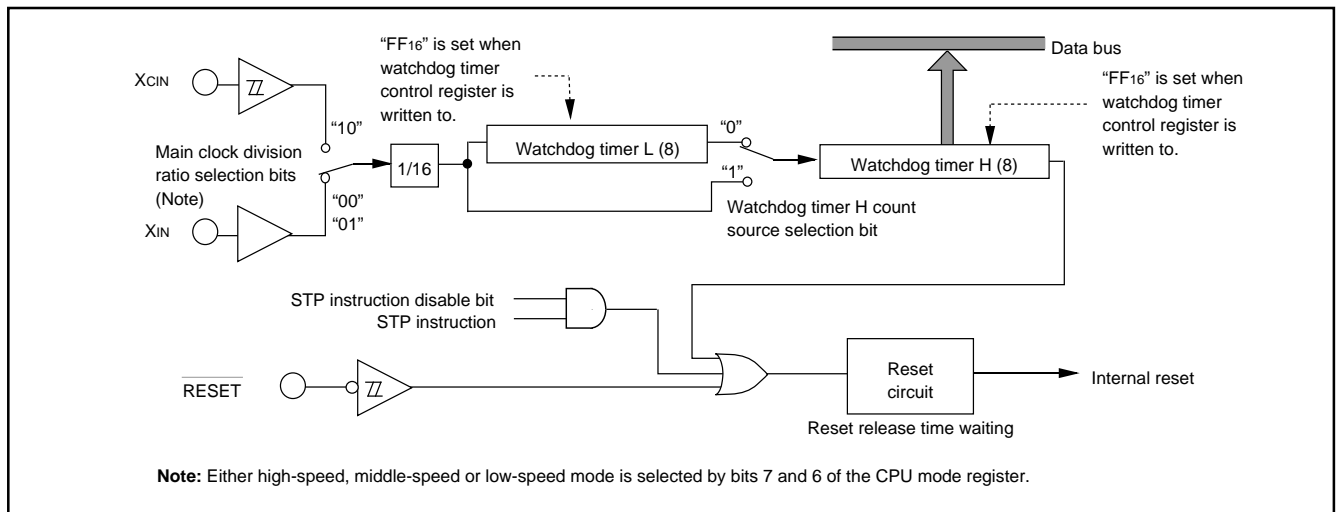 "FF16" is set when
watchdog timer
control register is
written to.
Data bus
"FF16" is set when
watchdog timer
control register is
written to.
XCIN
"10"
Main clock division
ratio selection bits
(Note)
"00"
"01"
XIN
1/16
Watchdog timer L (8)
"0"
"1"
Watchdog timer H count
source selection bit
Watchdog timer H (8)
STP instruction disable bit
STP instruction
RESET
Reset
circuit
Reset release time waiting
Internal reset
Note: Either high-speed, middle-speed or low-speed mode is selected by bits 7 and 6 of the CPU mode register.